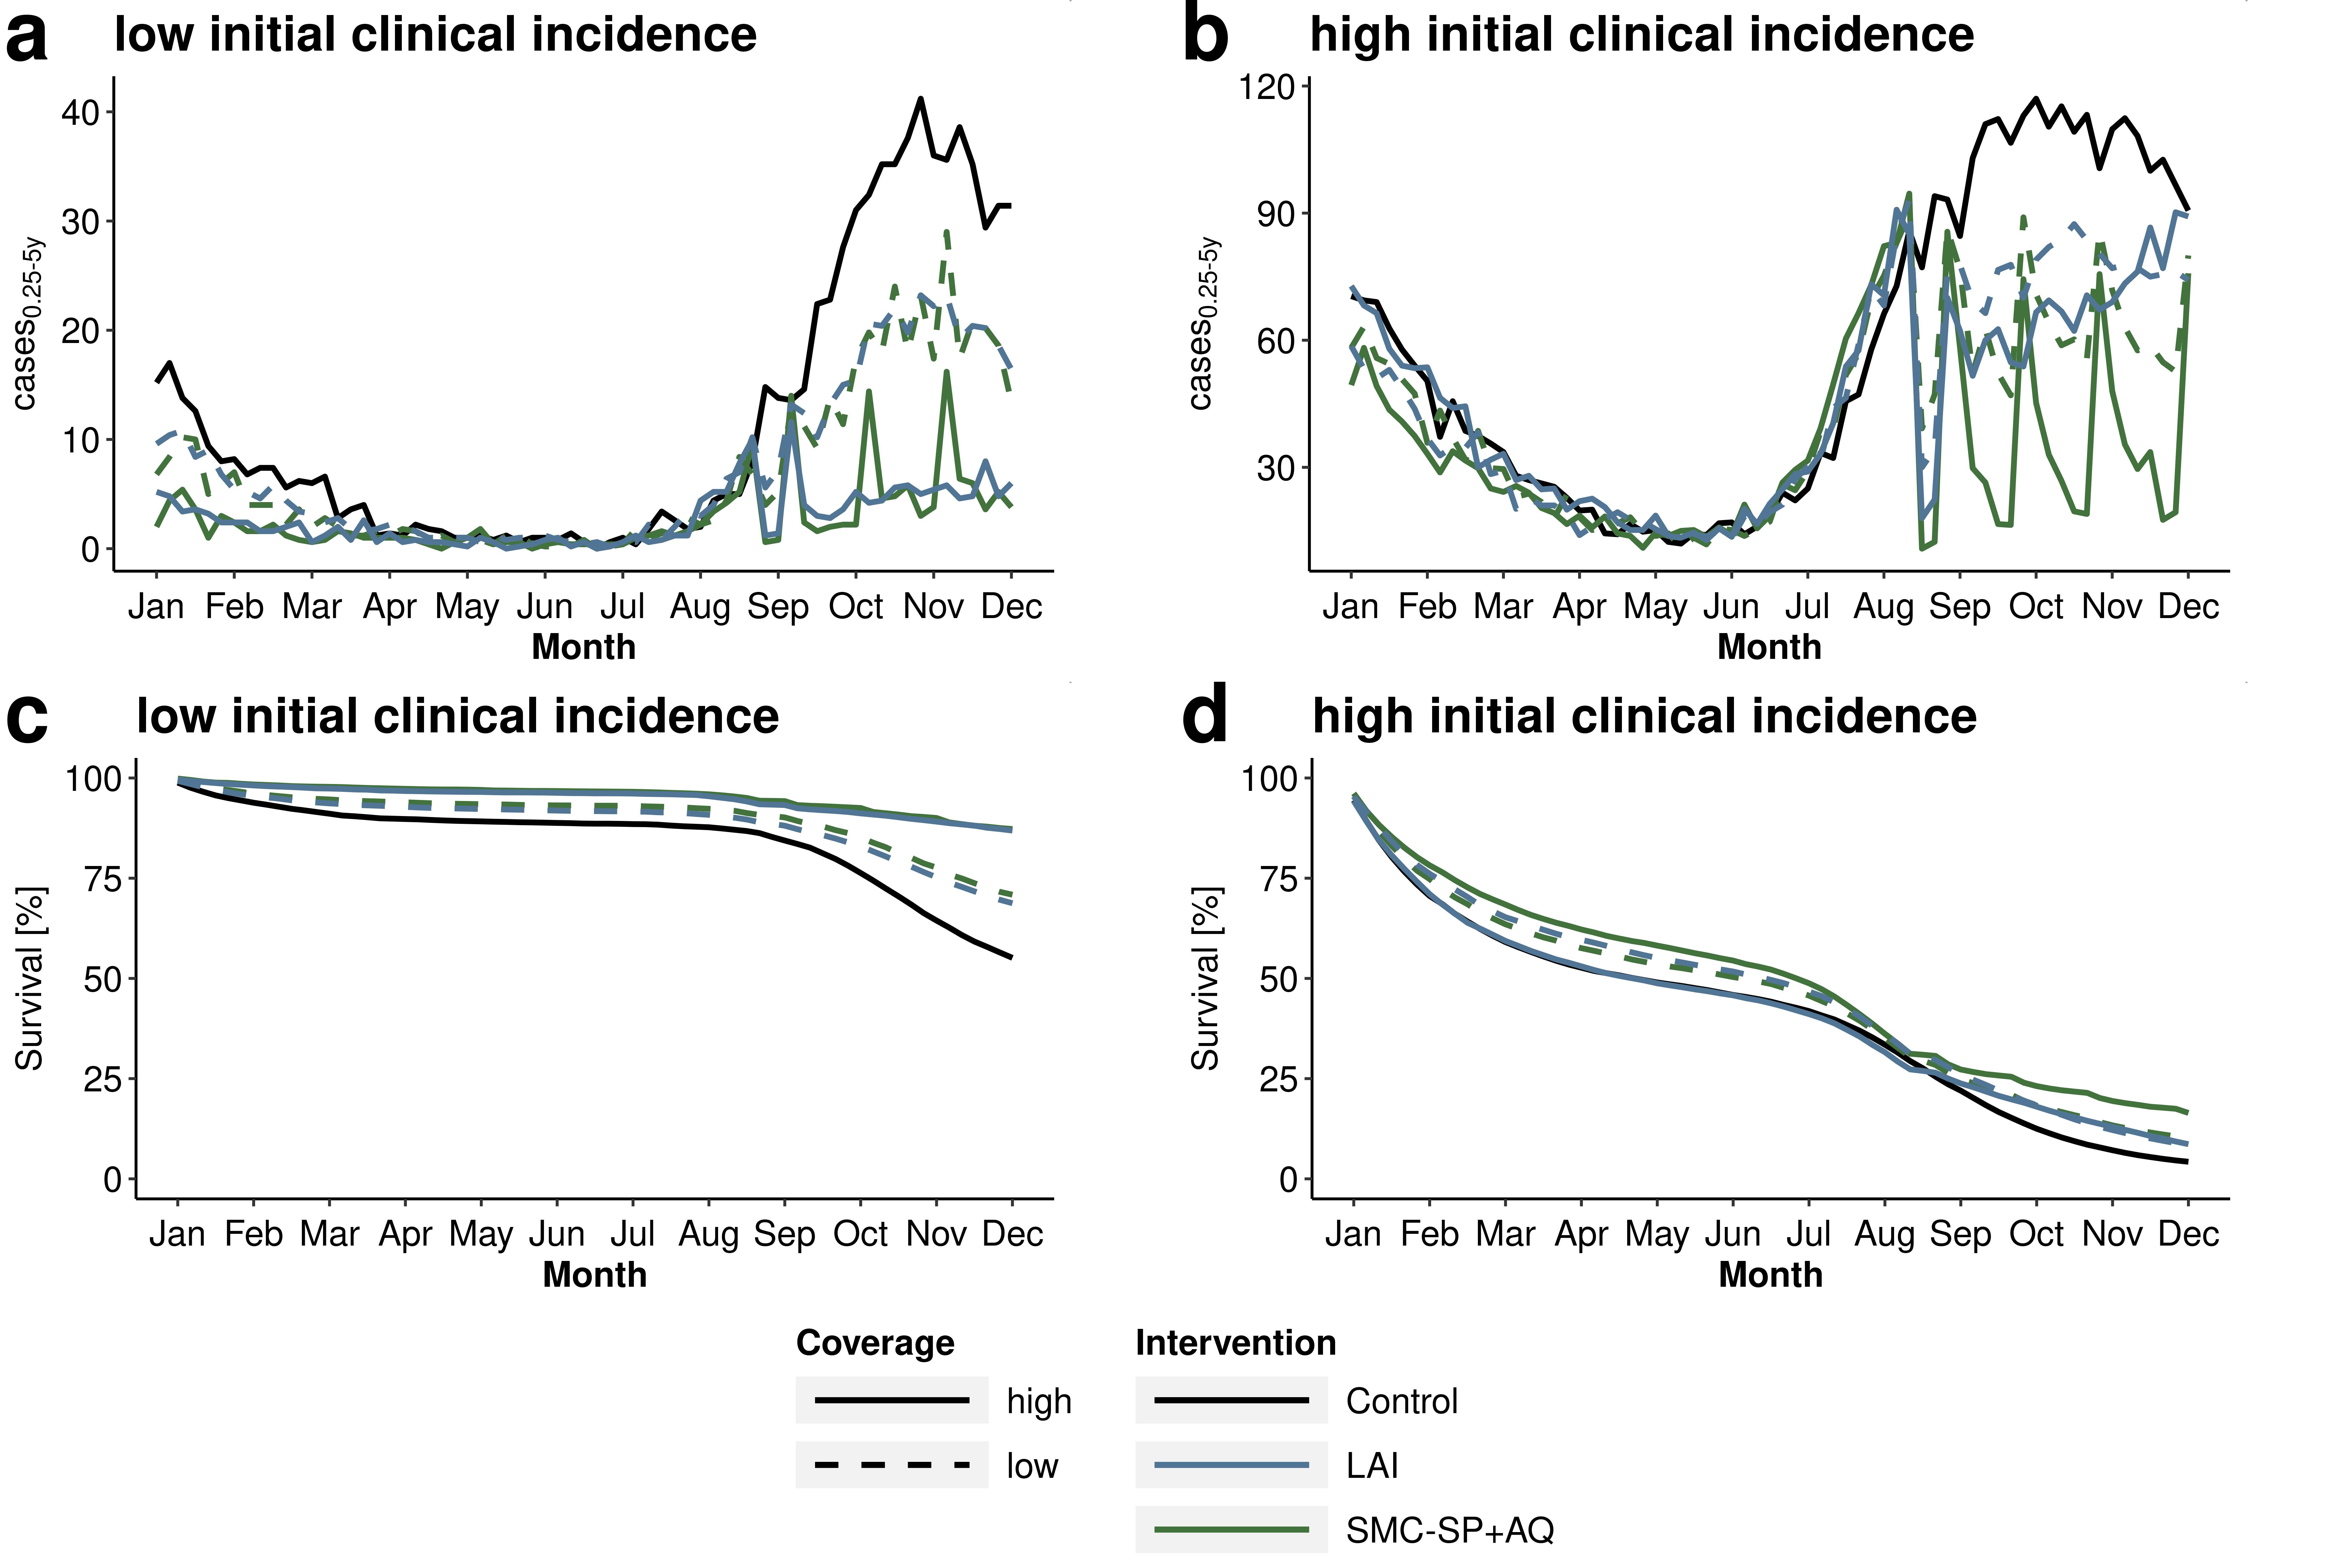 a low initial clinical incidence
40
30
20
10
0
cases0.25-5y
Jan Feb Mar Apr May Jun Jul Aug Sep Oct Nov Dec
Month
b high initial clinical incidence
120
90
60
30
cases0.25-5y
Jan Feb Mar Apr May Jun Jul Aug Sep Oct Nov Dec
Month
c low initial clinical incidence
100
75
50
25
0
Survival [%]
Jan Feb Mar Apr May Jun Jul Aug Sep Oct Nov Dec
Month
d high initial clinical incidence
100
75
50
25
0
Survival [%]
Jan Feb Mar Apr May Jun Jul Aug Sep Oct Nov Dec
Month
Coverage
high
low
Intervention
Control
LAI
SMC-SP+AQ